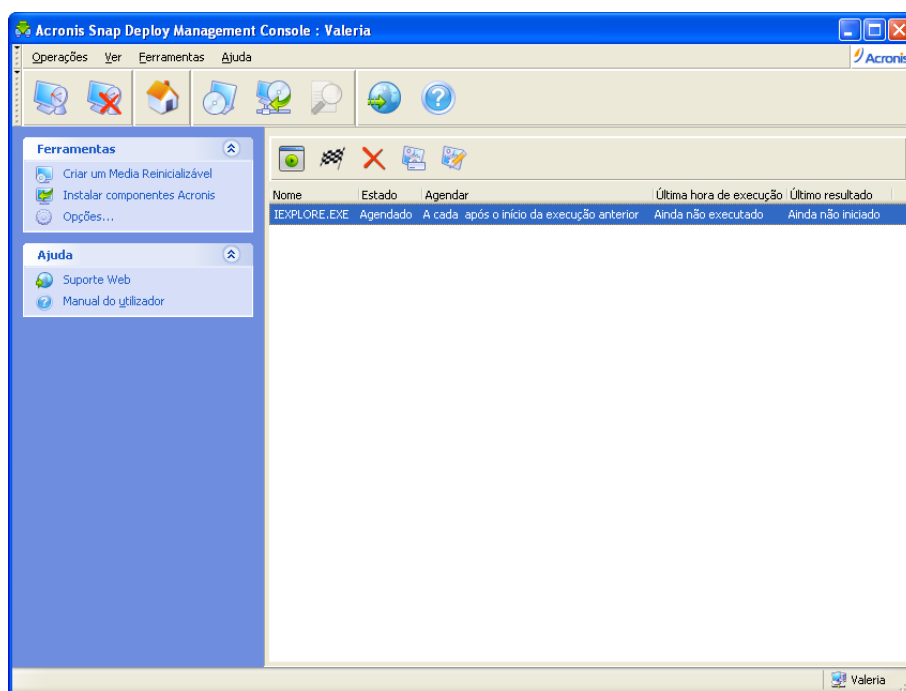 Acronis Snap Deploy Management Console : Valeria
Operações Ver Ferramentas Ajuda
Acronis
Ferramentas
Criar um Media Reinicializável
Instalar componentes Acronis
Opções...
Ajuda
Suporte Web
Manual do utilizador
Nome Estado Agendar Última hora de execução Último resultado
IEXPLORE.EXE Agendado A cada após o início da execução anterior Ainda não executado Ainda não iniciado
Valeria